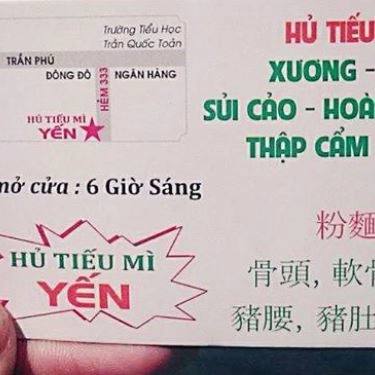 Trường Tiểu Học
Trần Quốc Toản
TRẦN PHÚ
ĐÔNG ĐÔ
NGÂN HÀNG
HẺM 333
HỦ TIẾU MÌ
YẾN
mở cửa : 6 Giờ Sáng
HỦ TIẾU MÌ
YẾN
HỦ TIẾU
XƯƠNG -
SỦI CẢO - HOÀ
THẬP CẨM
粉麵
骨頭, 軟骨
豬腰, 豬肚